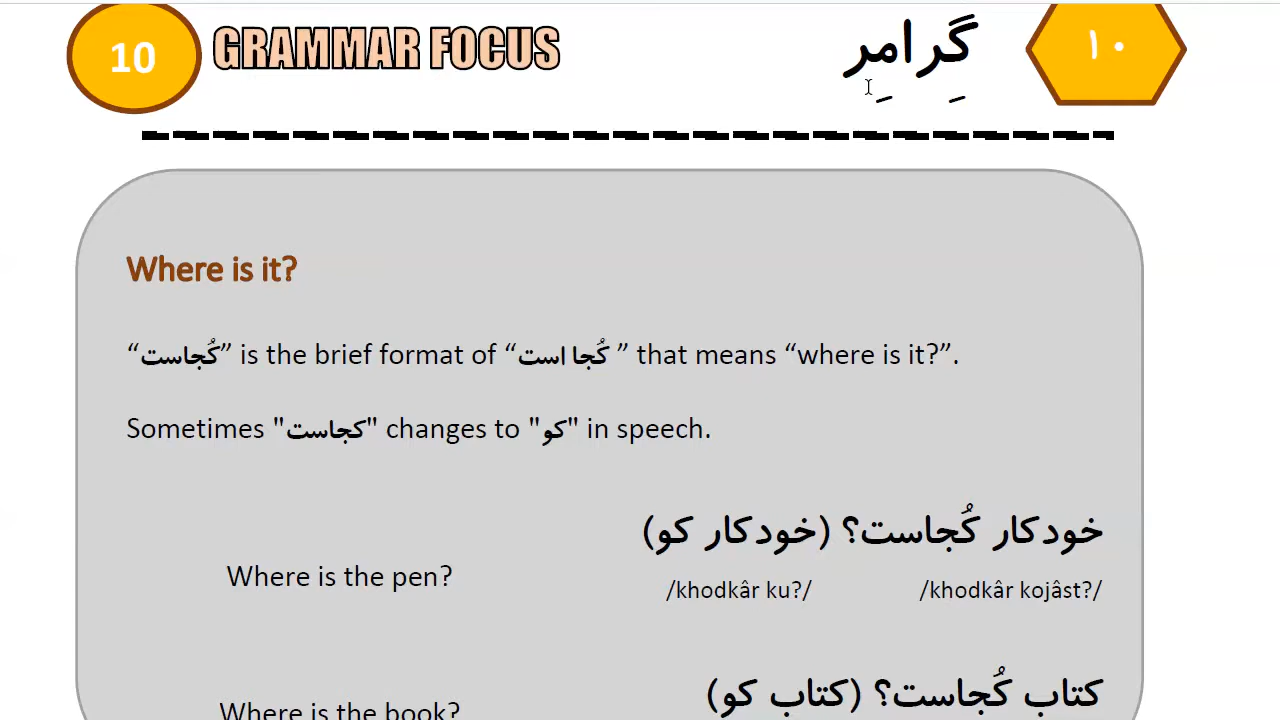 10 GRAMMAR FOCUS گِرامِر ۱۰
Where is it?
“کُجاست” is the brief format of “کُجا است ” that means “where is it?”.
Sometimes "کجاست" changes to "کو" in speech.
خودکار کُجاست؟ (خودکار کو)
Where is the pen? /khodkâr ku?/ /khodkâr kojâst?/
کتاب کُجاست؟ (کتاب کو)
Where is the book?